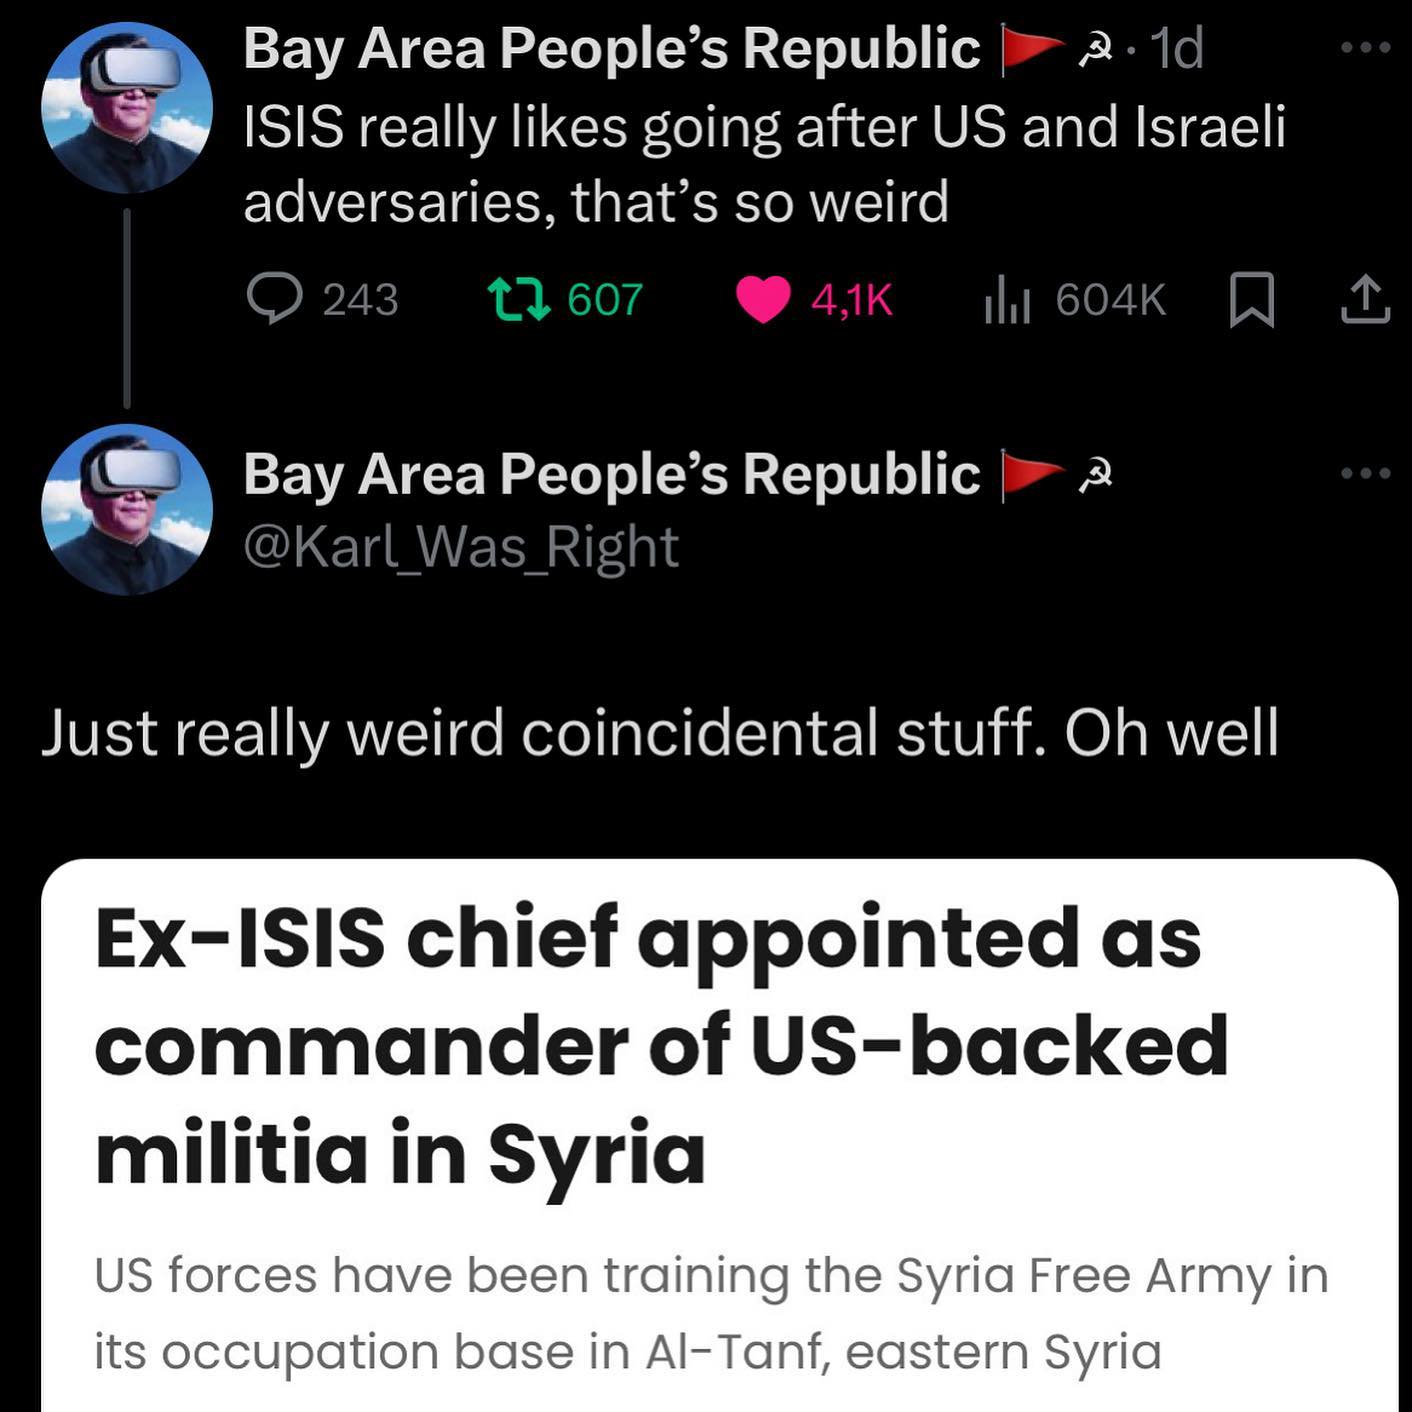 Bay Area People’s Republic 🚩 ☭ · 1d
ISIS really likes going after US and Israeli
adversaries, that’s so weird
243 607 4,1K 604K
Bay Area People’s Republic 🚩 ☭
@Karl_Was_Right
Just really weird coincidental stuff. Oh well
Ex-ISIS chief appointed as
commander of US-backed
militia in Syria
US forces have been training the Syria Free Army in
its occupation base in Al-Tanf, eastern Syria